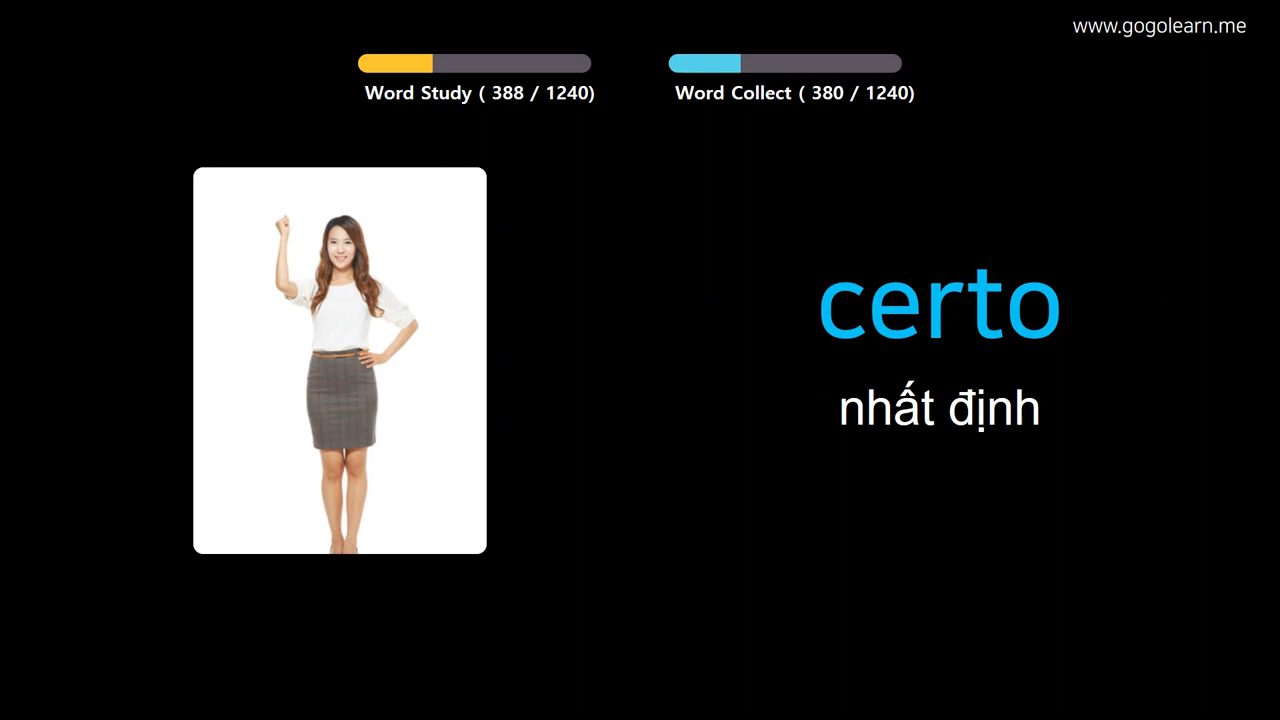 www.gogolearn.me
Word Study ( 388 / 1240)
Word Collect ( 380 / 1240)
certo
nhất định